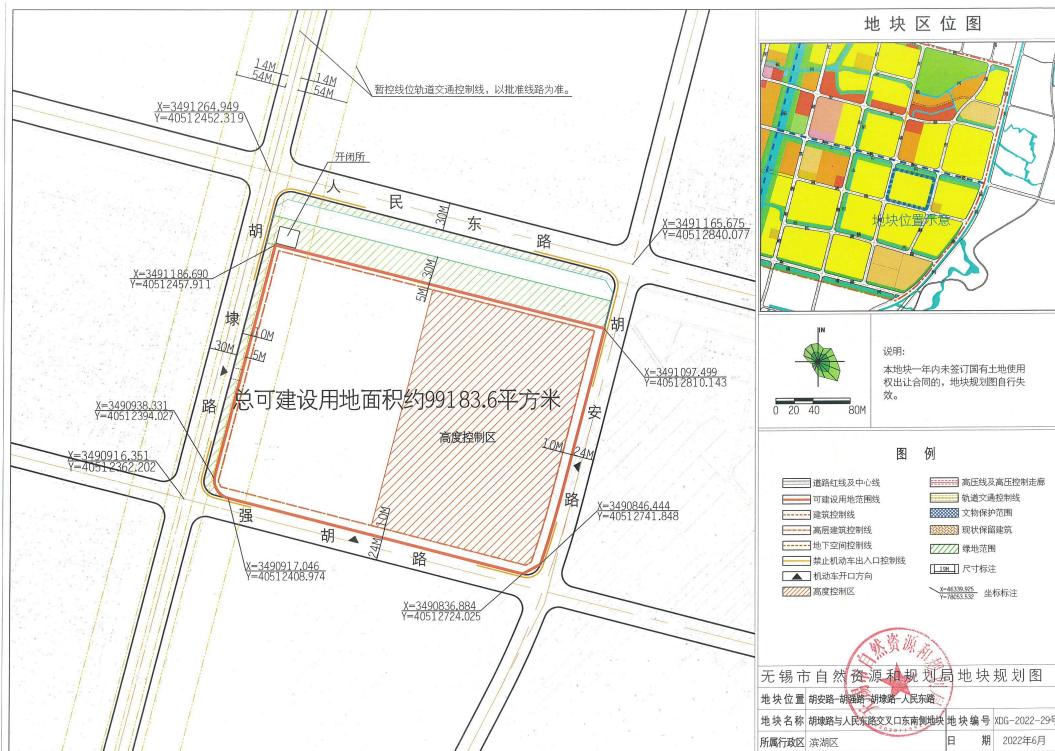 地块区位图
地块位置示意
14M
54M
14M
54M
暂控线位轨道交通控制线，以批准线路为准。
X=3491264.949
Y=40512452.319
开闭所
人民东路
30M
X=3491165.675
Y=40512840.077
胡埭路
X=3491186.690
Y=40512457.911
30M
5M
胡安路
10M
30M
5M
X=3491097.499
Y=40512810.143
总可建设用地面积约99183.6平方米
高度控制区
X=3490938.331
Y=40512394.027
10M
24M
X=3490916.351
Y=40512362.202
X=3490846.444
Y=40512741.848
强胡路
10M
24M
X=3490917.046
Y=40512408.974
X=3490836.884
Y=40512724.025
N
0 20 40 80M
说明:
本地块一年内未签订国有土地使用
权出让合同的，地块规划图自行失
效。
图 例
道路红线及中心线
可建设用地范围线
建筑控制线
高层建筑控制线
地下空间控制线
禁止机动车出入口控制线
机动车开口方向
高度控制区
高压线及高压控制走廊
轨道交通控制线
文物保护范围
现状保留建筑
绿地范围
19M 尺寸标注
坐标标注
无锡市自然资源和规划局地块规划图
地块位置 胡安路-胡强路-胡埭路-人民东路
地块名称 胡埭路与人民东路交叉口东南侧地块 地块编号 XDG-2022-29号
所属行政区 滨湖区 日 期 2022年6月